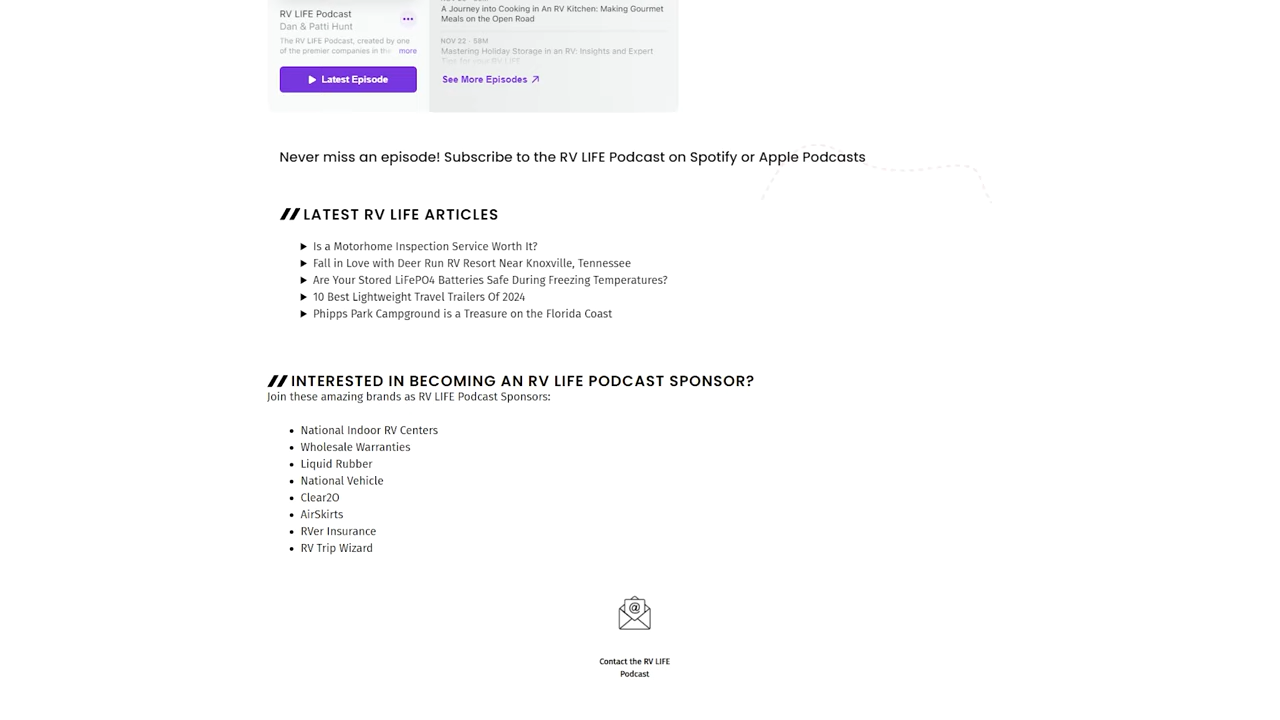 RV LIFE Podcast
Dan & Patti Hunt
The RV LIFE Podcast, created by one
of the premier companies in the more
Latest Episode
A Journey into Cooking in An RV Kitchen: Making Gourmet
Meals on the Open Road
NOV 22 · 58M
Mastering Holiday Storage in an RV: Insights and Expert
Tips for your RV LIFE
See More Episodes
Never miss an episode! Subscribe to the RV LIFE Podcast on Spotify or Apple Podcasts
LATEST RV LIFE ARTICLES
Is a Motorhome Inspection Service Worth It?
Fall in Love with Deer Run RV Resort Near Knoxville, Tennessee
Are Your Stored LiFePO4 Batteries Safe During Freezing Temperatures?
10 Best Lightweight Travel Trailers Of 2024
Phipps Park Campground is a Treasure on the Florida Coast
INTERESTED IN BECOMING AN RV LIFE PODCAST SPONSOR?
Join these amazing brands as RV LIFE Podcast Sponsors:
National Indoor RV Centers
Wholesale Warranties
Liquid Rubber
National Vehicle
Clear2O
AirSkirts
RVer Insurance
RV Trip Wizard
@
Contact the RV LIFE
Podcast